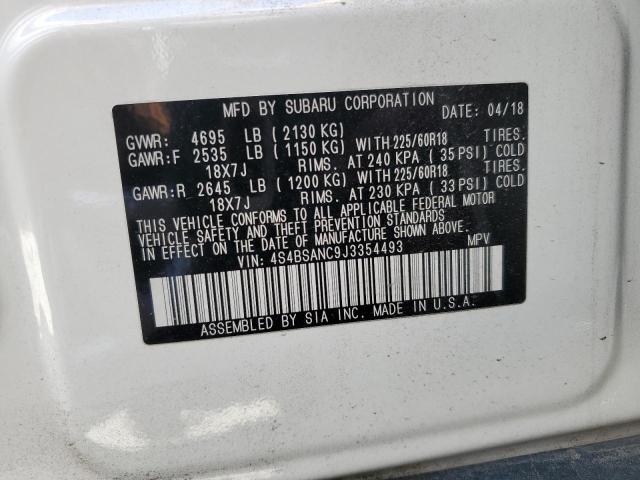 MFD BY SUBARU CORPORATION DATE: 04/18
GVWR: 4695 LB ( 2130 KG)
GAWR:F 2535 LB ( 1150 KG) WITH 225/60R18 TIRES.
18X7J RIMS. AT 240 KPA ( 35 PSI) COLD
GAWR:R 2645 LB ( 1200 KG) WITH 225/60R18 TIRES.
18X7J RIMS. AT 230 KPA ( 33 PSI) COLD
THIS VEHICLE CONFORMS TO ALL APPLICABLE FEDERAL MOTOR
VEHICLE SAFETY AND THEFT PREVENTION STANDARDS
IN EFFECT ON THE DATE OF MANUFACTURE SHOWN ABOVE.
VIN: 4S4BSANC9J3354493 MPV
ASSEMBLED BY SIA INC. MADE IN U.S.A.